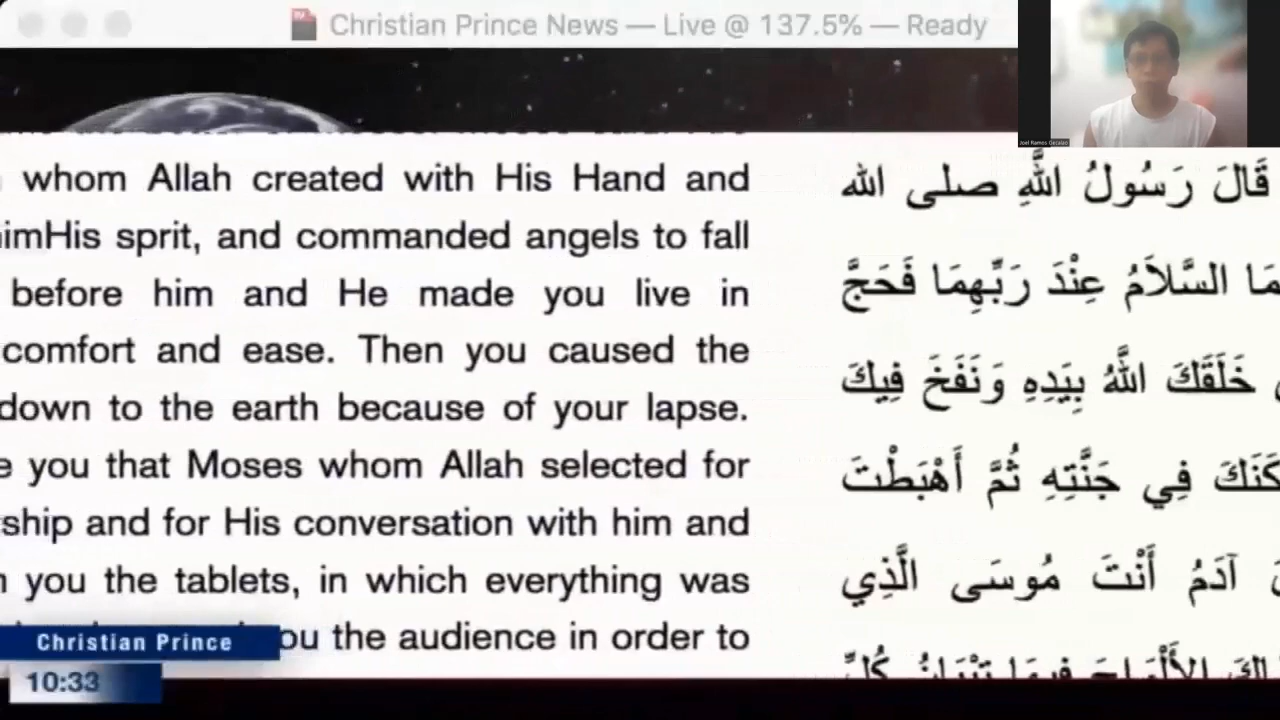 Christian Prince News — Live @ 137.5% — Ready
Joel Ramos
whom Allah created with His Hand and
imHis sprit, and commanded angels to fall
before him and He made you live in
comfort and ease. Then you caused the
down to the earth because of your lapse.
e you that Moses whom Allah selected for
ship and for His conversation with him and
n you the tablets, in which everything was
ou the audience in order to
قَالَ رَسُولُ اللَّهِ صلى الله
مَا السَّلاَمُ عِنْدَ رَبِّهِمَا فَحَجَّ
خَلَقَكَ اللَّهُ بِيَدِهِ وَنَفَخَ فِيكَ
كَنَكَ فِي جَنَّتِهِ ثُمَّ أَهْبَطْتَ
آدَمُ أَنْتَ مُوسَى الَّذِي
Christian Prince
10:33